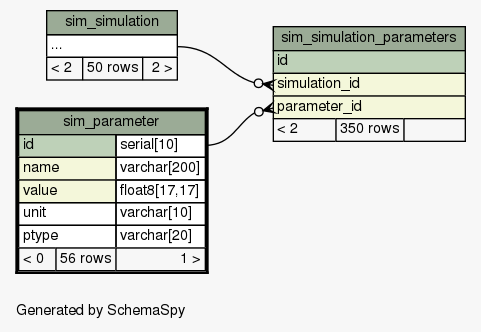 sim_simulation
...
< 2 50 rows 2 >
sim_simulation_parameters
id
simulation_id
parameter_id
< 2 350 rows
sim_parameter
id serial[10]
name varchar[200]
value float8[17,17]
unit varchar[10]
ptype varchar[20]
< 0 56 rows 1 >
Generated by SchemaSpy